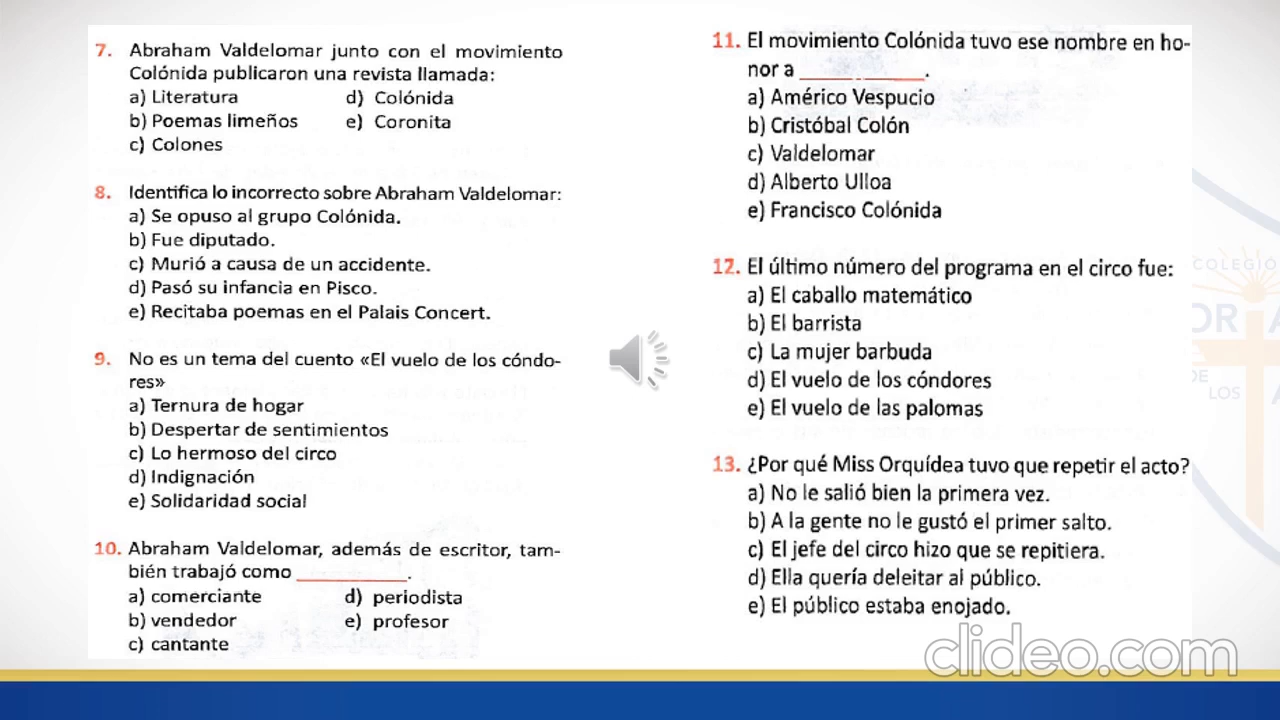 7. Abraham Valdelomar junto con el movimiento
Colónida publicaron una revista llamada:
a) Literatura
b) Poemas limeños
c) Colones
d) Colónida
e) Coronita
8. Identifica lo incorrecto sobre Abraham Valdelomar:
a) Se opuso al grupo Colónida.
b) Fue diputado.
c) Murió a causa de un accidente.
d) Pasó su infancia en Pisco.
e) Recitaba poemas en el Palais Concert.
9. No es un tema del cuento «El vuelo de los cóndo-
res»
a) Ternura de hogar
b) Despertar de sentimientos
c) Lo hermoso del circo
d) Indignación
e) Solidaridad social
10. Abraham Valdelomar, además de escritor, tam-
bién trabajó como __________.
a) comerciante
b) vendedor
c) cantante
d) periodista
e) profesor
11. El movimiento Colónida tuvo ese nombre en ho-
nor a __________.
a) Américo Vespucio
b) Cristóbal Colón
c) Valdelomar
d) Alberto Ulloa
e) Francisco Colónida
12. El último número del programa en el circo fue:
a) El caballo matemático
b) El barrista
c) La mujer barbuda
d) El vuelo de los cóndores
e) El vuelo de las palomas
13. ¿Por qué Miss Orquídea tuvo que repetir el acto?
a) No le salió bien la primera vez.
b) A la gente no le gustó el primer salto.
c) El jefe del circo hizo que se repitiera.
d) Ella quería deleitar al público.
e) El público estaba enojado.
COLEGIO
DE
LOS
clideo.com